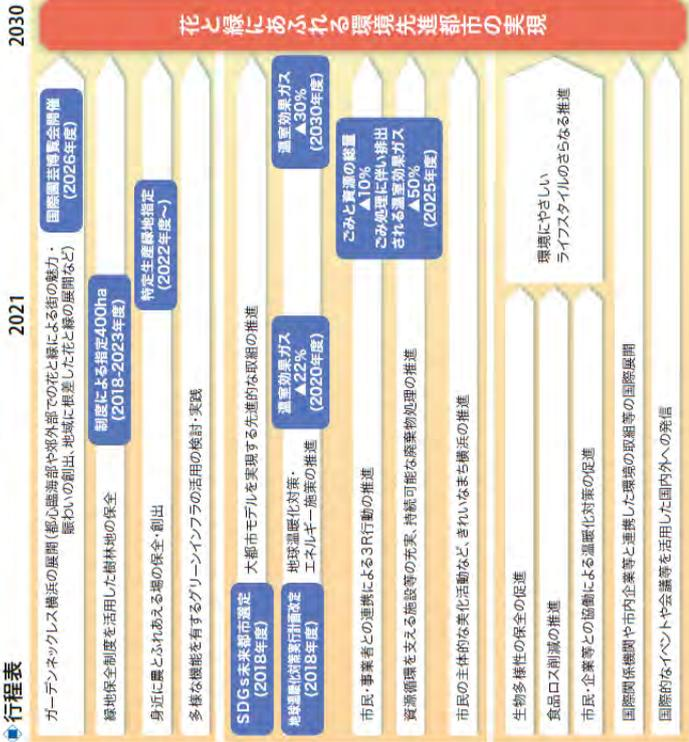 行程表
2021
2030
ガーデンネックレス横浜の展開(都心臨海部や郊外部での花と緑による街の魅力・
賑わいの創出、地域に根差した花と緑の展開など)
国際園芸博覧会開催
(2026年度)
緑地保全制度を活用した樹林地の保全
制度による指定400ha
(2018-2023年度)
身近に農とふれあえる場の保全・創出
特定生産緑地指定
(2022年度~)
多様な機能を有するグリーンインフラの活用の検討・実践
SDGs未来都市選定
(2018年度)
大都市モデルを実現する先進的な取組の推進
地球温暖化対策実行計画改定
(2018年度)
地球温暖化対策・
エネルギー施策の推進
温室効果ガス
▲22%
(2020年度)
温室効果ガス
▲30%
(2030年度)
市民・事業者との連携による3R行動の推進
資源循環を支える施設等の充実、持続可能な廃棄物処理の推進
ごみと資源の総量
▲10%
ごみ処理に伴い排出
される温室効果ガス
▲50%
(2025年度)
市民の主体的な美化活動など、きれいなまち横浜の推進
生物多様性の保全の促進
食品ロス削減の推進
市民・企業等との協働による温暖化対策の促進
環境にやさしい
ライフスタイルのさらなる推進
国際関係機関や市内企業等と連携した環境の取組等の国際展開
国際的なイベントや会議等を活用した国内外への発信
花と緑にあふれる環境先進都市の実現